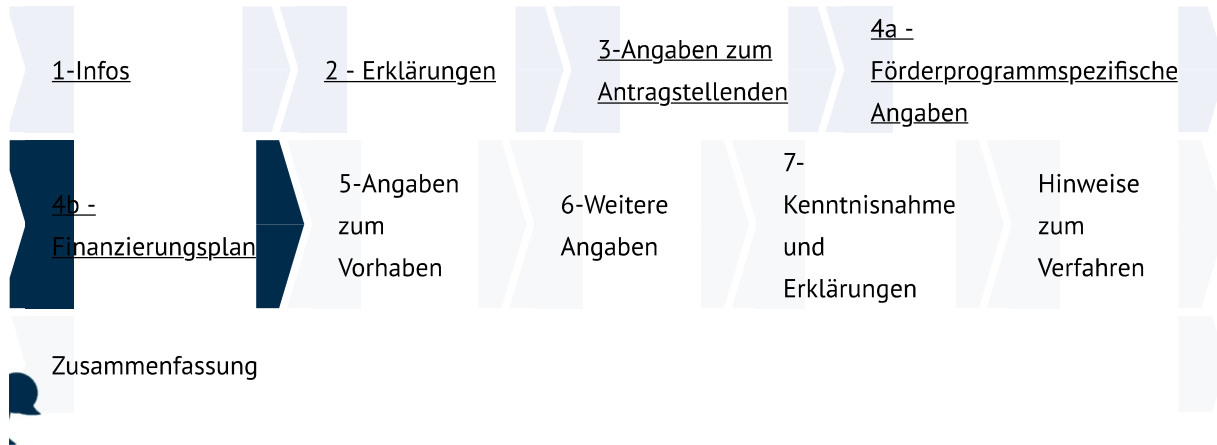 1-Infos
2 - Erklärungen
3-Angaben zum
Antragstellenden
4a -
Förderprogrammspezifische
Angaben
4b -
Finanzierungsplan
5-Angaben
zum
Vorhaben
6-Weitere
Angaben
7-
Kenntnisnahme
und
Erklärungen
Hinweise
zum
Verfahren
Zusammenfassung